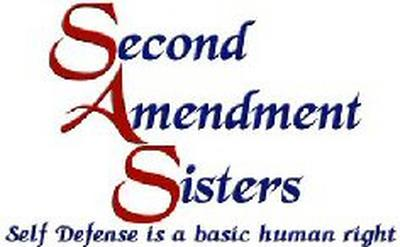 Second
Amendment
Sisters
Self Defense is a basic human right